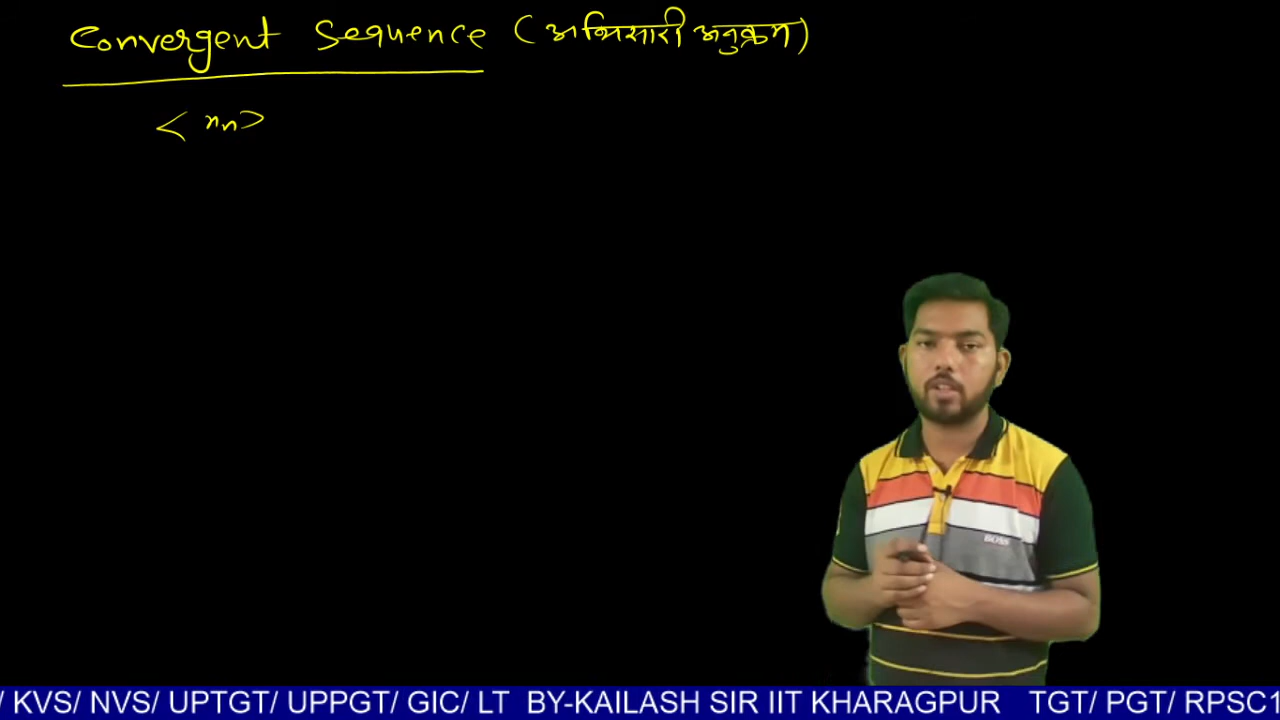 Convergent Sequence (अभिसारी अनुक्रम)
< xn>
BOSS
/ KVS/ NVS/ UPTGT/ UPPGT/ GIC/ LT BY-KAILASH SIR IIT KHARAGPUR TGT/ PGT/ RPSC1